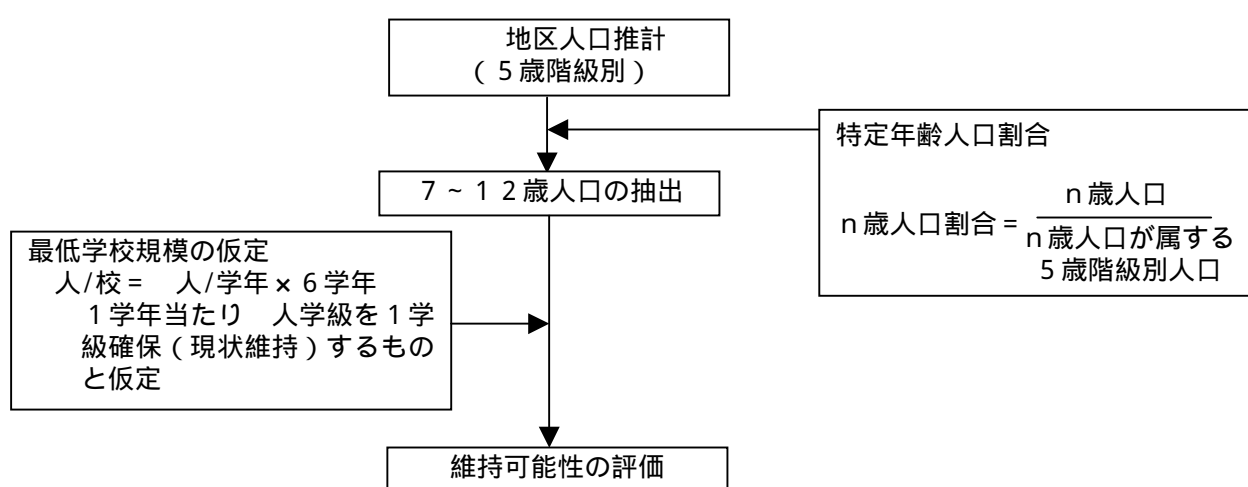 地区人口推計
（５歳階級別）
特定年齢人口割合
７～１２歳人口の抽出
ｎ歳人口割合＝
ｎ歳人口
ｎ歳人口が属する
５歳階級別人口
最低学校規模の仮定
人/校＝　人/学年×６学年
１学年当たり　人学級を１学
級確保（現状維持）するもの
と仮定
維持可能性の評価